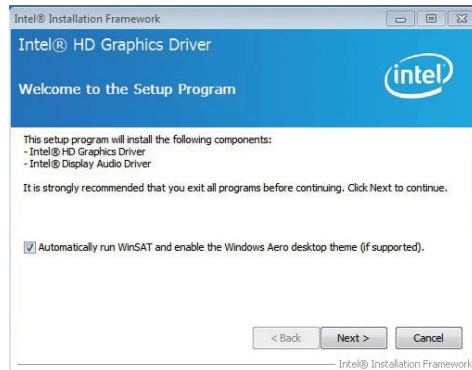 Intel® Installation Framework
Intel® HD Graphics Driver
intel
Welcome to the Setup Program
This setup program will install the following components:
- Intel® HD Graphics Driver
- Intel® Display Audio Driver
It is strongly recommended that you exit all programs before continuing. Click Next to continue.
Automatically run WinSAT and enable the Windows Aero desktop theme (if supported).
< Back Next > Cancel
Intel® Installation Framework